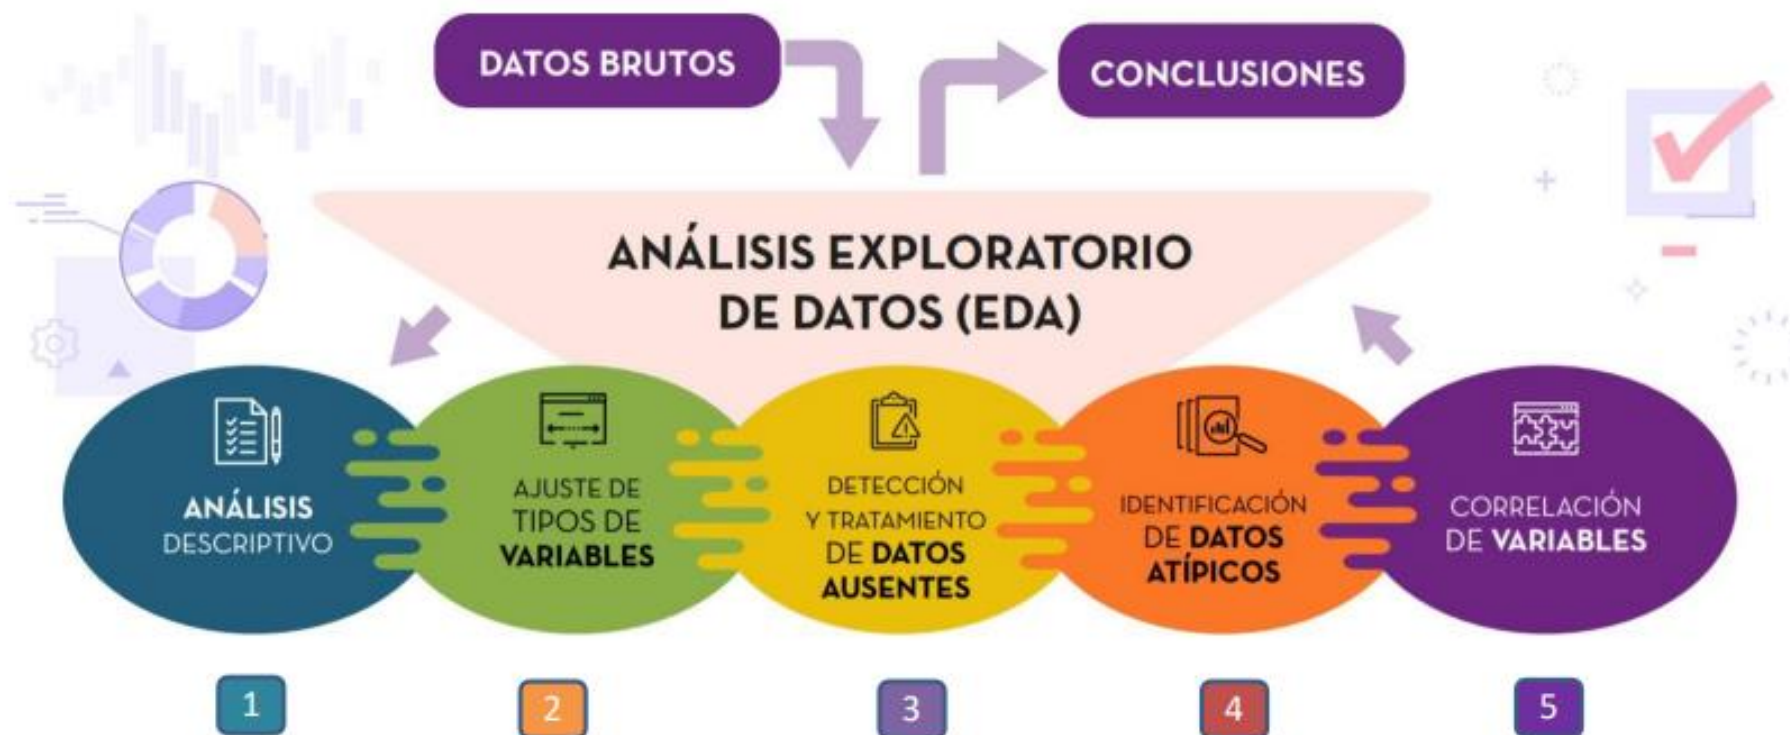 DATOS BRUTOS
CONCLUSIONES
ANÁLISIS EXPLORATORIO
DE DATOS (EDA)
ANÁLISIS
DESCRIPTIVO
AJUSTE DE
TIPOS DE
VARIABLES
DETECCIÓN
Y TRATAMIENTO
DE DATOS
AUSENTES
IDENTIFICACIÓN
DE DATOS
ATÍPICOS
CORRELACIÓN
DE VARIABLES
1
2
3
4
5